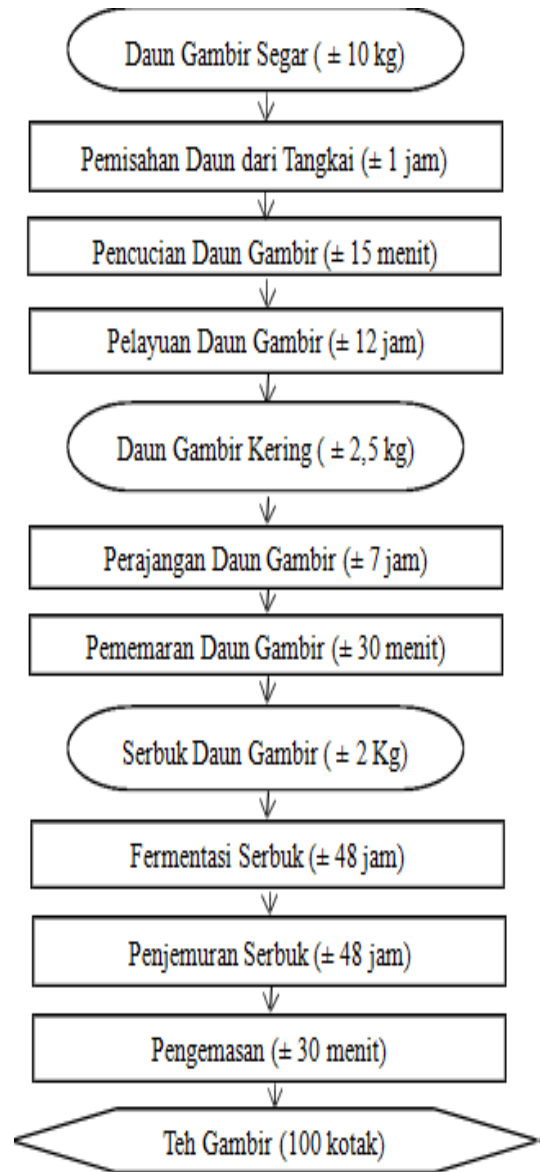 Daun Gambir Segar ( ± 10 kg)
Pemisahan Daun dari Tangkai (± 1 jam)
Pencucian Daun Gambir (± 15 menit)
Pelayuan Daun Gambir (± 12 jam)
Daun Gambir Kering ( ± 2,5 kg)
Perajangan Daun Gambir (± 7 jam)
Pememaran Daun Gambir (± 30 menit)
Serbuk Daun Gambir ( ± 2 Kg)
Fermentasi Serbuk (± 48 jam)
Penjemuran Serbuk (± 48 jam)
Pengemasan (± 30 menit)
Teh Gambir (100 kotak)